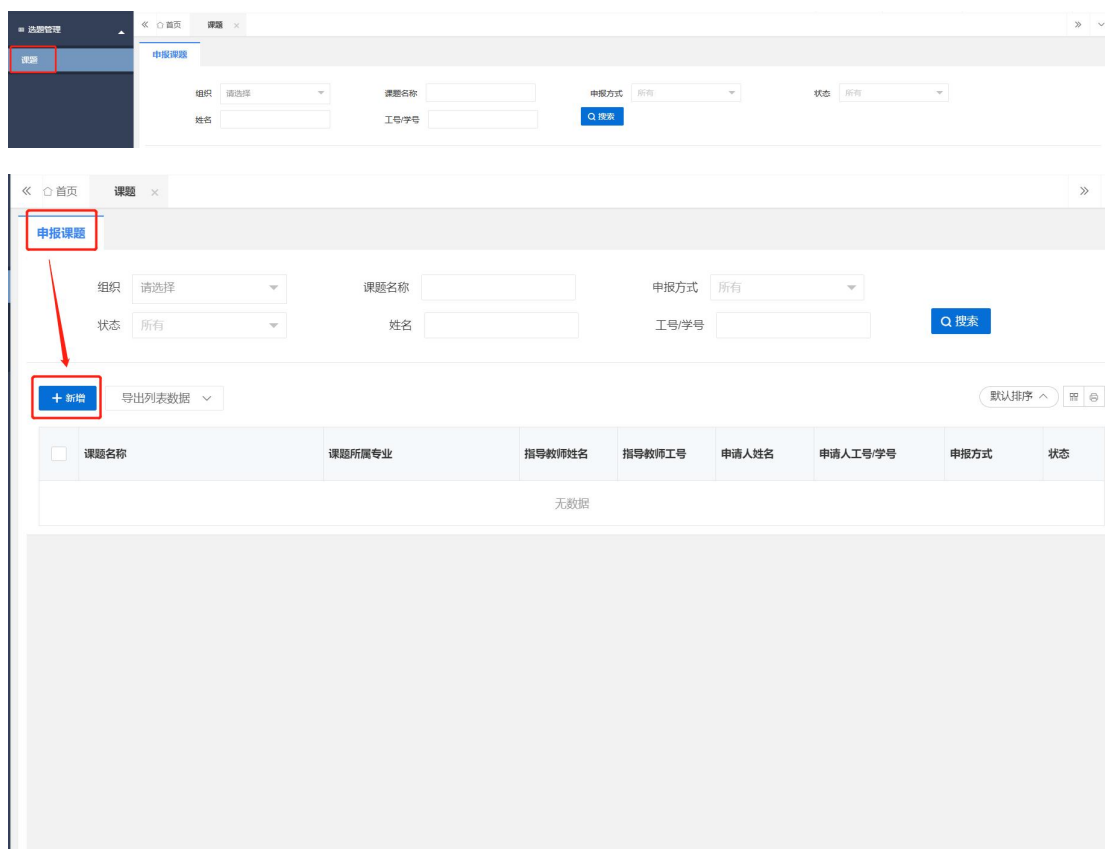 选题管理
首页 课题
课题
申报课题
组织 请选择 课题名称 申报方式 所有 状态 所有
姓名 工号/学号 搜索
首页 课题
申报课题
组织 请选择 课题名称 申报方式 所有
状态 所有 姓名 工号/学号 搜索
新增 导出列表数据 默认排序
课题名称 课题所属专业 指导教师姓名 指导教师工号 申请人姓名 申请人工号/学号 申报方式 状态
无数据